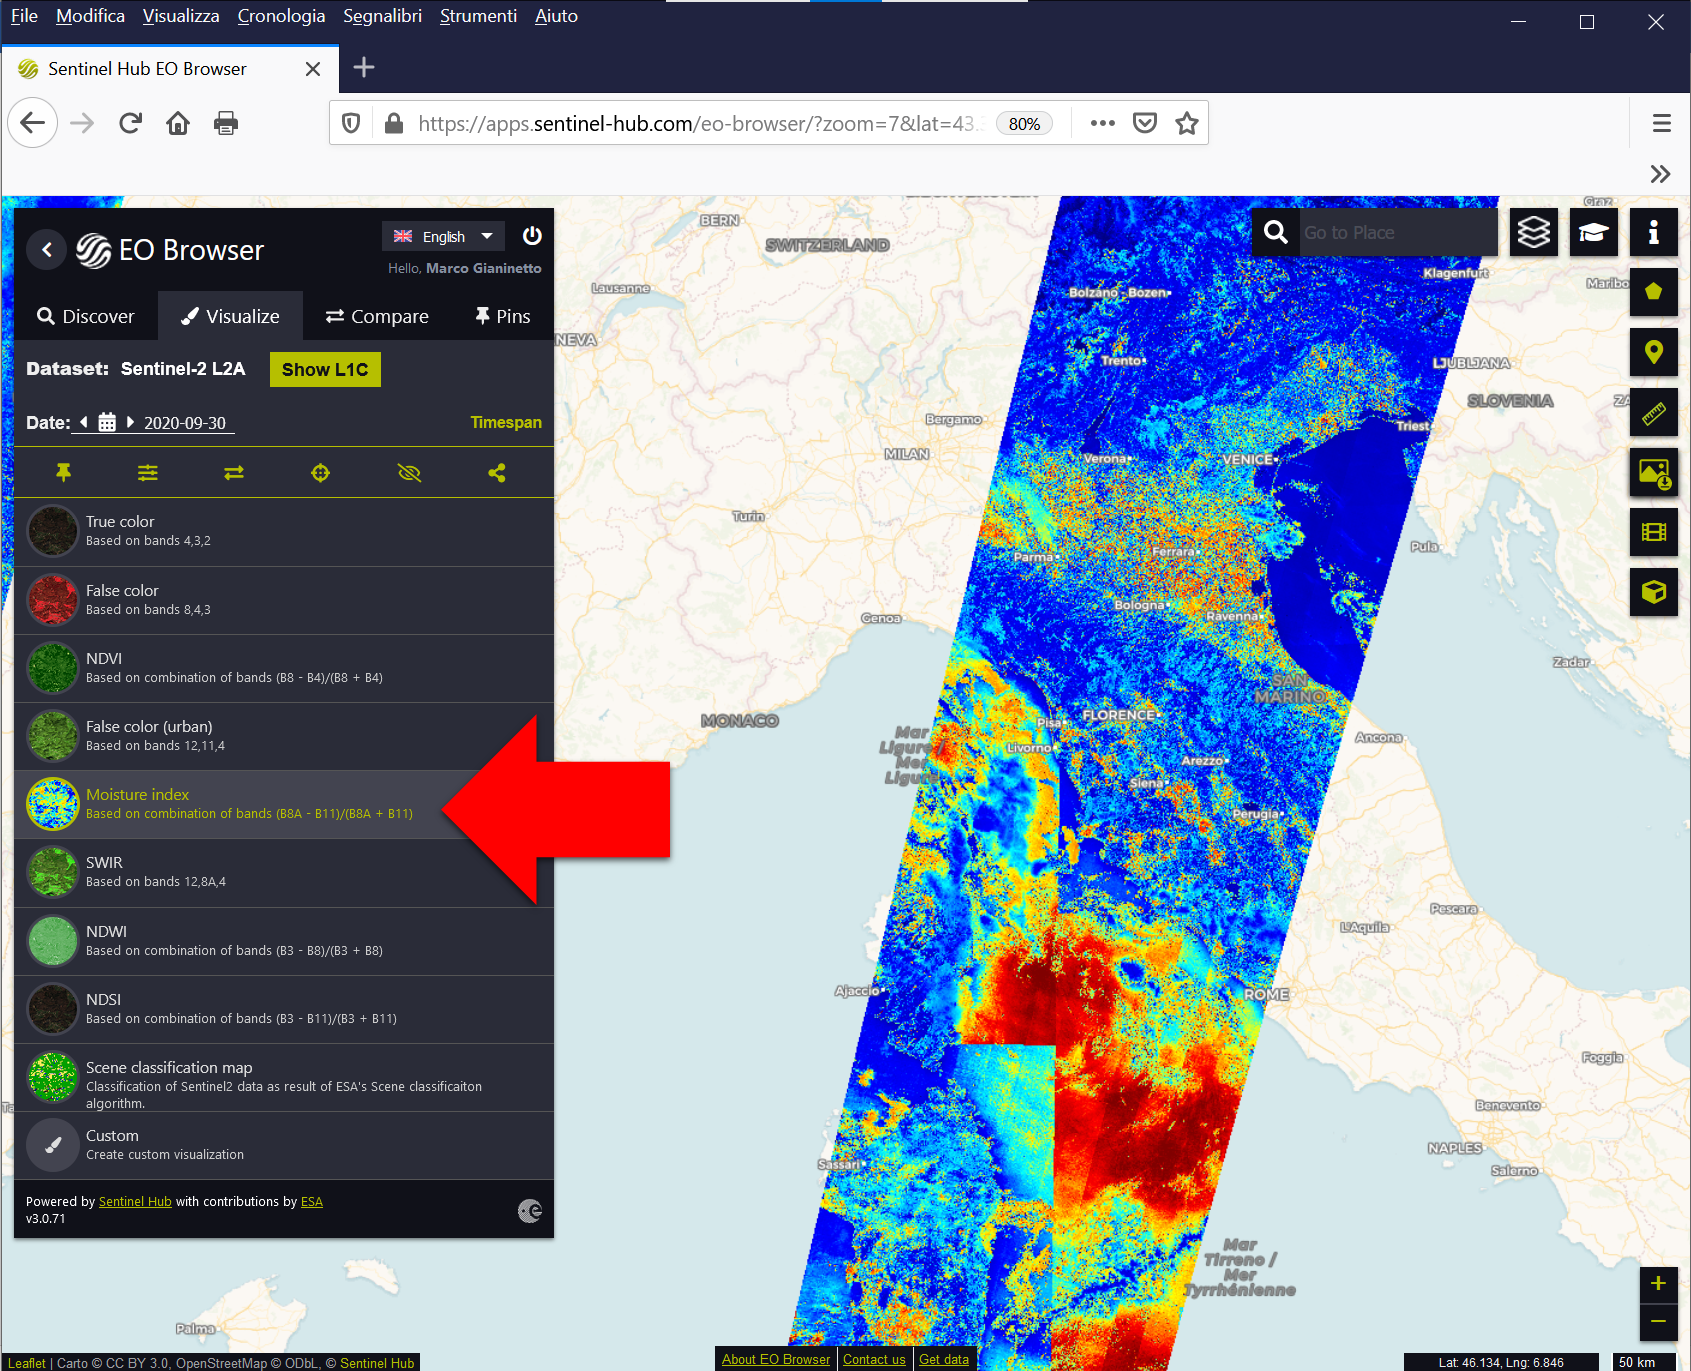 File Modifica Visualizza Cronologia Segnalibri Strumenti Aiuto
Sentinel Hub EO Browser
https://apps.sentinel-hub.com/eo-browser/?zoom=7&lat=43. 80%
EO Browser
English
Hello, Marco Gianinetto
Discover Visualize Compare Pins
Dataset: Sentinel-2 L2A Show L1C
Date: 2020-09-30 Timespan
True color
Based on bands 4,3,2
False color
Based on bands 8,4,3
NDVI
Based on combination of bands (B8 - B4)/(B8 + B4)
False color (urban)
Based on bands 12,11,4
Moisture index
Based on combination of bands (B8A - B11)/(B8A + B11)
SWIR
Based on bands 12,8A,4
NDWI
Based on combination of bands (B3 - B8)/(B3 + B8)
NDSI
Based on combination of bands (B3 - B11)/(B3 + B11)
Scene classification map
Classification of Sentinel2 data as result of ESA's Scene classificaiton
algorithm.
Custom
Create custom visualization
Powered by Sentinel Hub with contributions by ESA
v3.0.71
Go to Place
Graz
BERN
SWITZERLAND
Lausanne
NEVA
Klagenfurt
Maribo
Bolzano - Bozen
Trento
LJUBLJANA
SLOVENIA
ZA
Bergamo
MILAN
Verona
VENICE
Triest
Turin
Parma
Ferrara
Pula
Bologna
Ravenna
Genoa
Zadar
SAN
MARINO
MONACO
Pisa
FLORENCE
Mar
Ligure /
Mer
Ligure
Livorno
Ancona
Arezzo
Siena
Perugia
Pescara
L'Aquila
Ajaccio
ROME
Foggia
Benevento
NAPLES
Salerno
Sassari
Mar
Tirreno /
Mer
Tyrrhénienne
Palma
+
−
Leaflet | Carto © CC BY 3.0, OpenStreetMap © ODbL, © Sentinel Hub
About EO Browser Contact us Get data
Lat: 46.134, Lng: 6.846 50 km